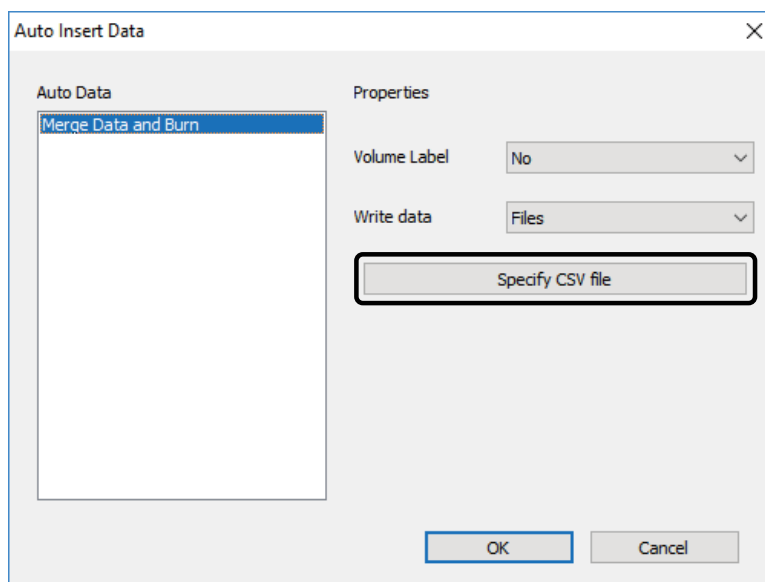 Auto Insert Data
Auto Data
Merge Data and Burn
Properties
Volume Label No
Write data Files
Specify CSV file
OK Cancel